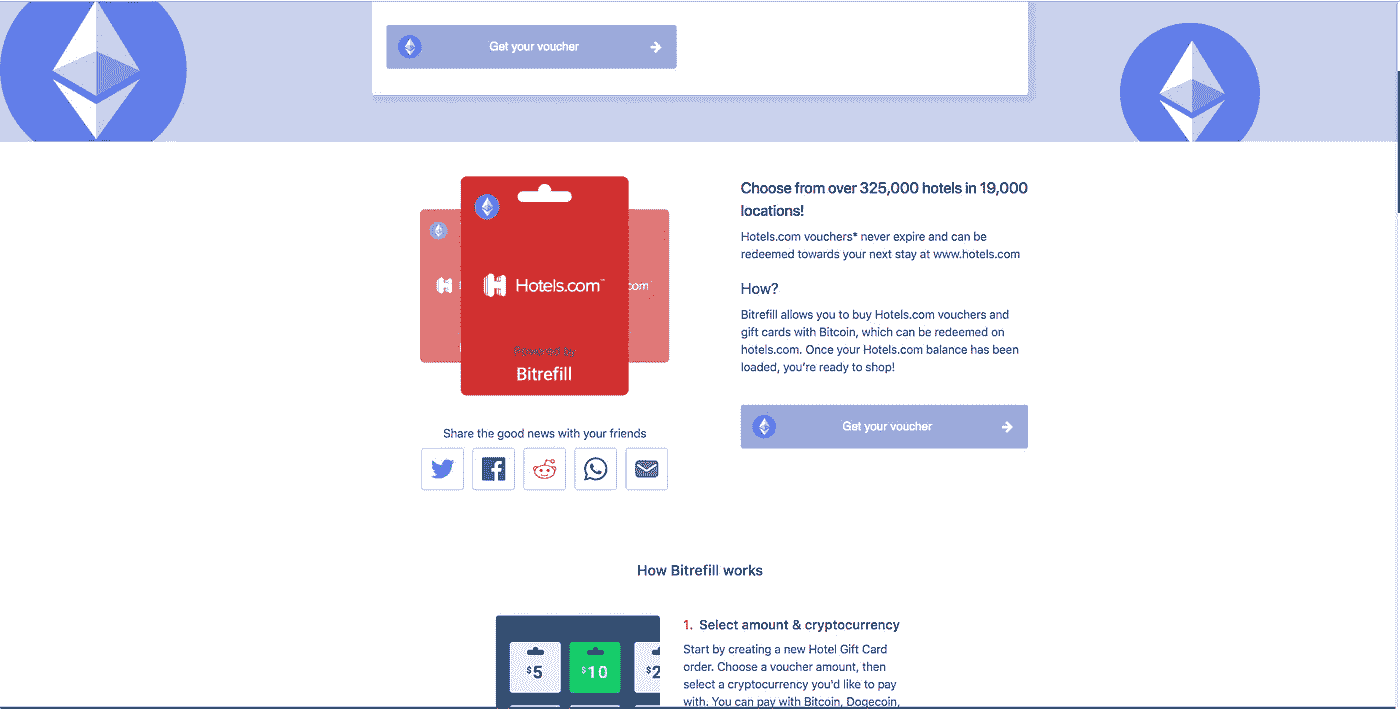 Get your voucher
Hotels.com
.com
Powered by
Bitrefill
Share the good news with your friends
Choose from over 325,000 hotels in 19,000
locations!
Hotels.com vouchers* never expire and can be
redeemed towards your next stay at www.hotels.com
How?
Bitrefill allows you to buy Hotels.com vouchers and
gift cards with Bitcoin, which can be redeemed on
hotels.com. Once your Hotels.com balance has been
loaded, you're ready to shop!
Get your voucher
How Bitrefill works
$5
$10
$2
1. Select amount & cryptocurrency
Start by creating a new Hotel Gift Card
order. Choose a voucher amount, then
select a cryptocurrency you'd like to pay
with. You can pay with Bitcoin, Dogecoin,